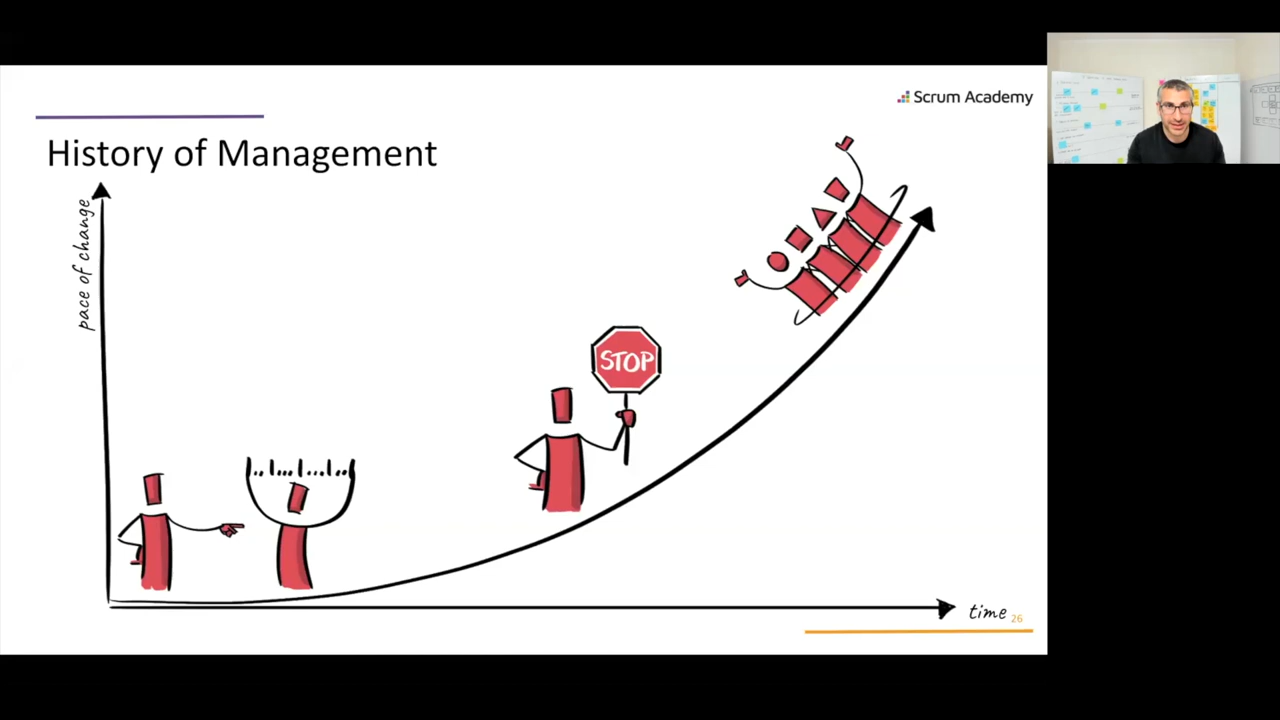 Scrum Academy
History of Management
pace of change
STOP
time
26